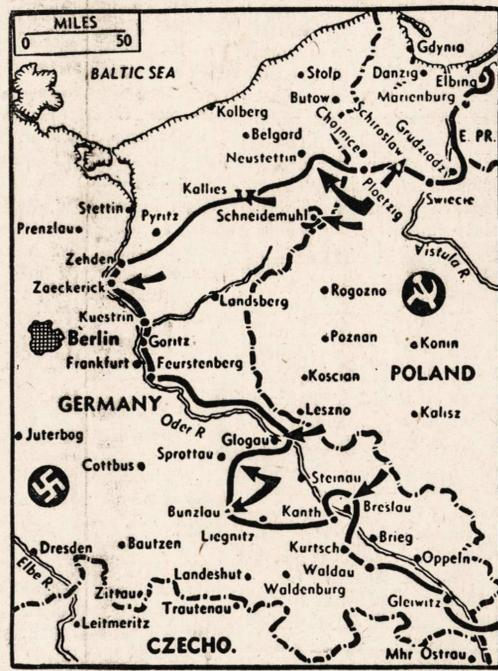 MILES
0 50
BALTIC SEA
Gdynia
Stolp
Danzig
Elbing
Butow
Marienburg
Kolberg
Chojnice
Schiroslaw
Grudziadz
Belgard
E. PR.
Neustettin
Kallies
Ploetzig
Swiecie
Stettin
Pyritz
Schneidemuhl
Prenzlau
Vistula R.
Zehden
Zaeckerick
Landsberg
Rogozno
Kuestrin
Berlin
Goritz
Poznan
Konin
Frankfurt
Feurstenberg
Koscian
POLAND
GERMANY
Leszno
Oder R
Kalisz
Juterbog
Glogau
Sprottau
Cottbus
Steinau
Bunzlau
Kanth
Breslau
Liegnitz
Brieg
Dresden
Bautzen
Kurtsch
Oppeln
Elbe R.
Landeshut
Waldau
Zittau
Waldenburg
Trautenau
Gleiwitz
Leitmeritz
CZECHO.
Mhr Ostrau